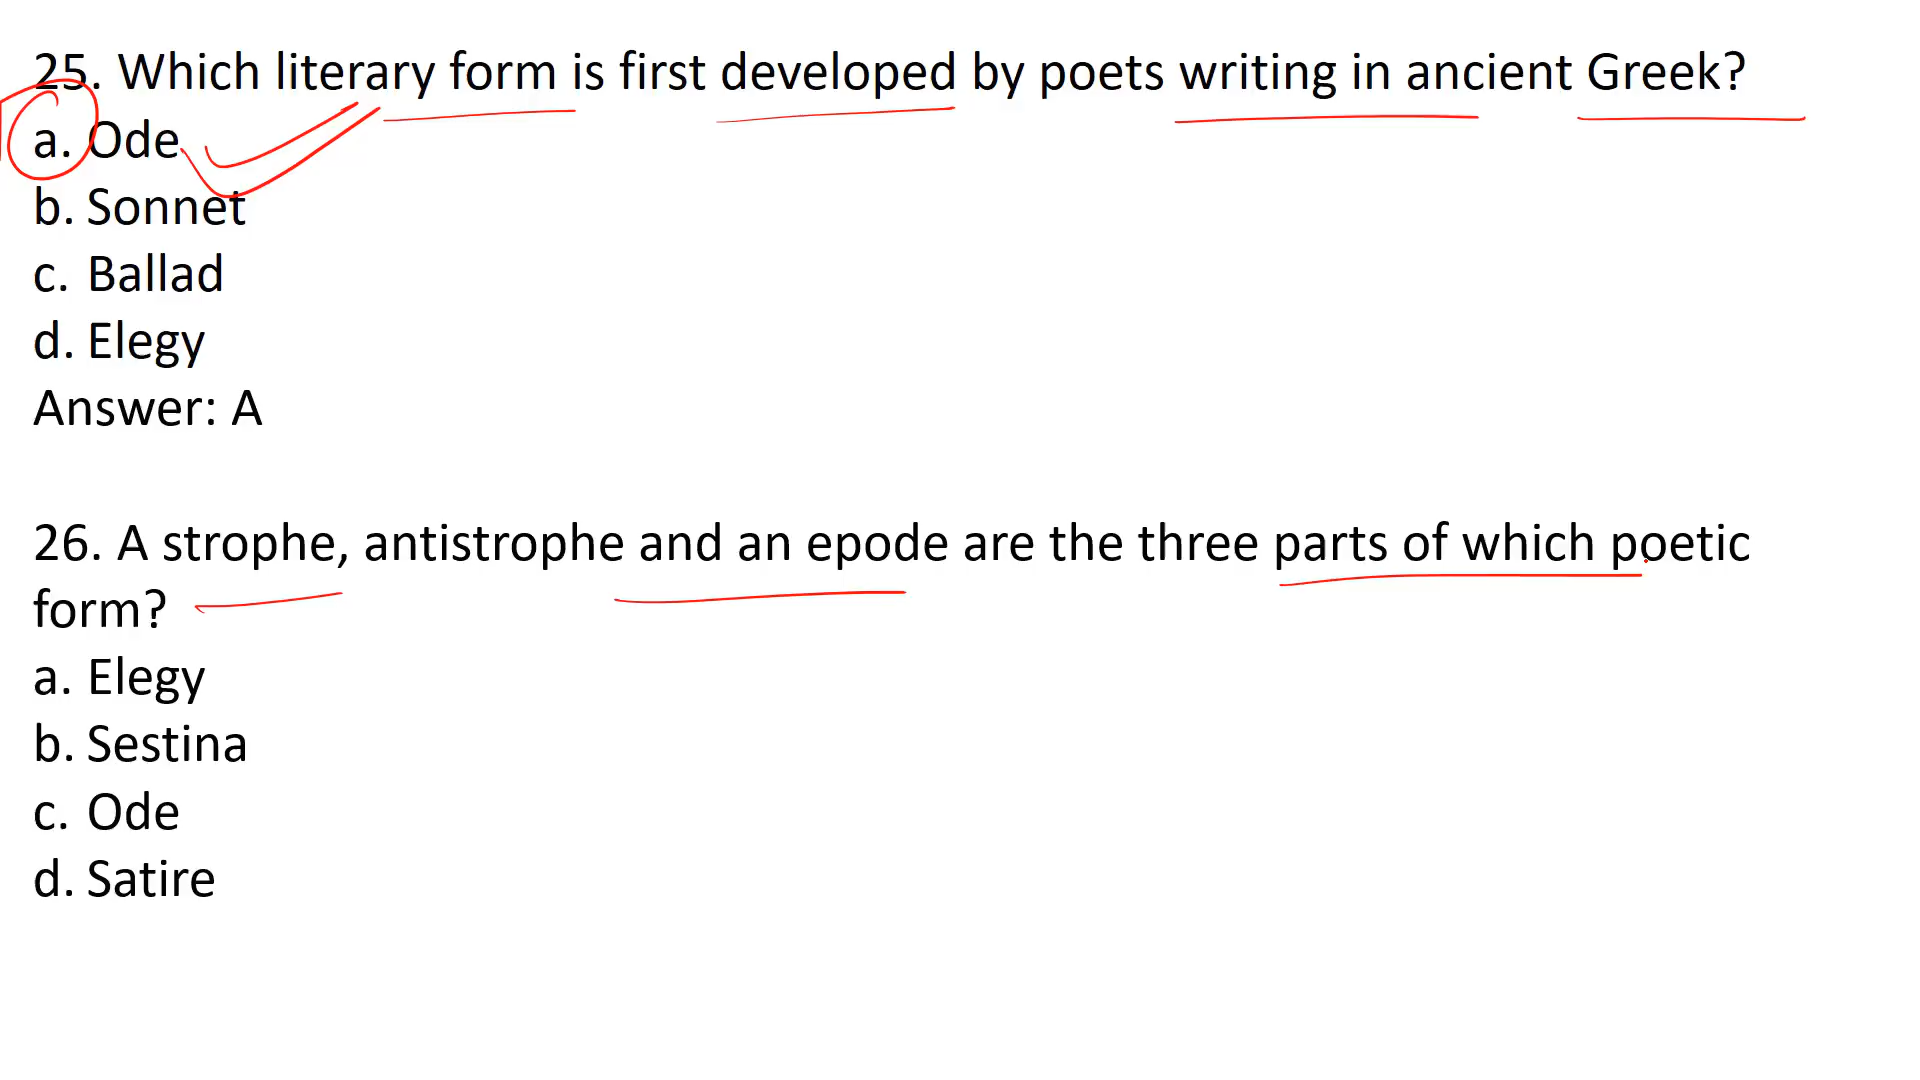 25. Which literary form is first developed by poets writing in ancient Greek?
a. Ode
b. Sonnet
c. Ballad
d. Elegy
Answer: A
26. A strophe, antistrophe and an epode are the three parts of which poetic
form?
a. Elegy
b. Sestina
c. Ode
d. Satire